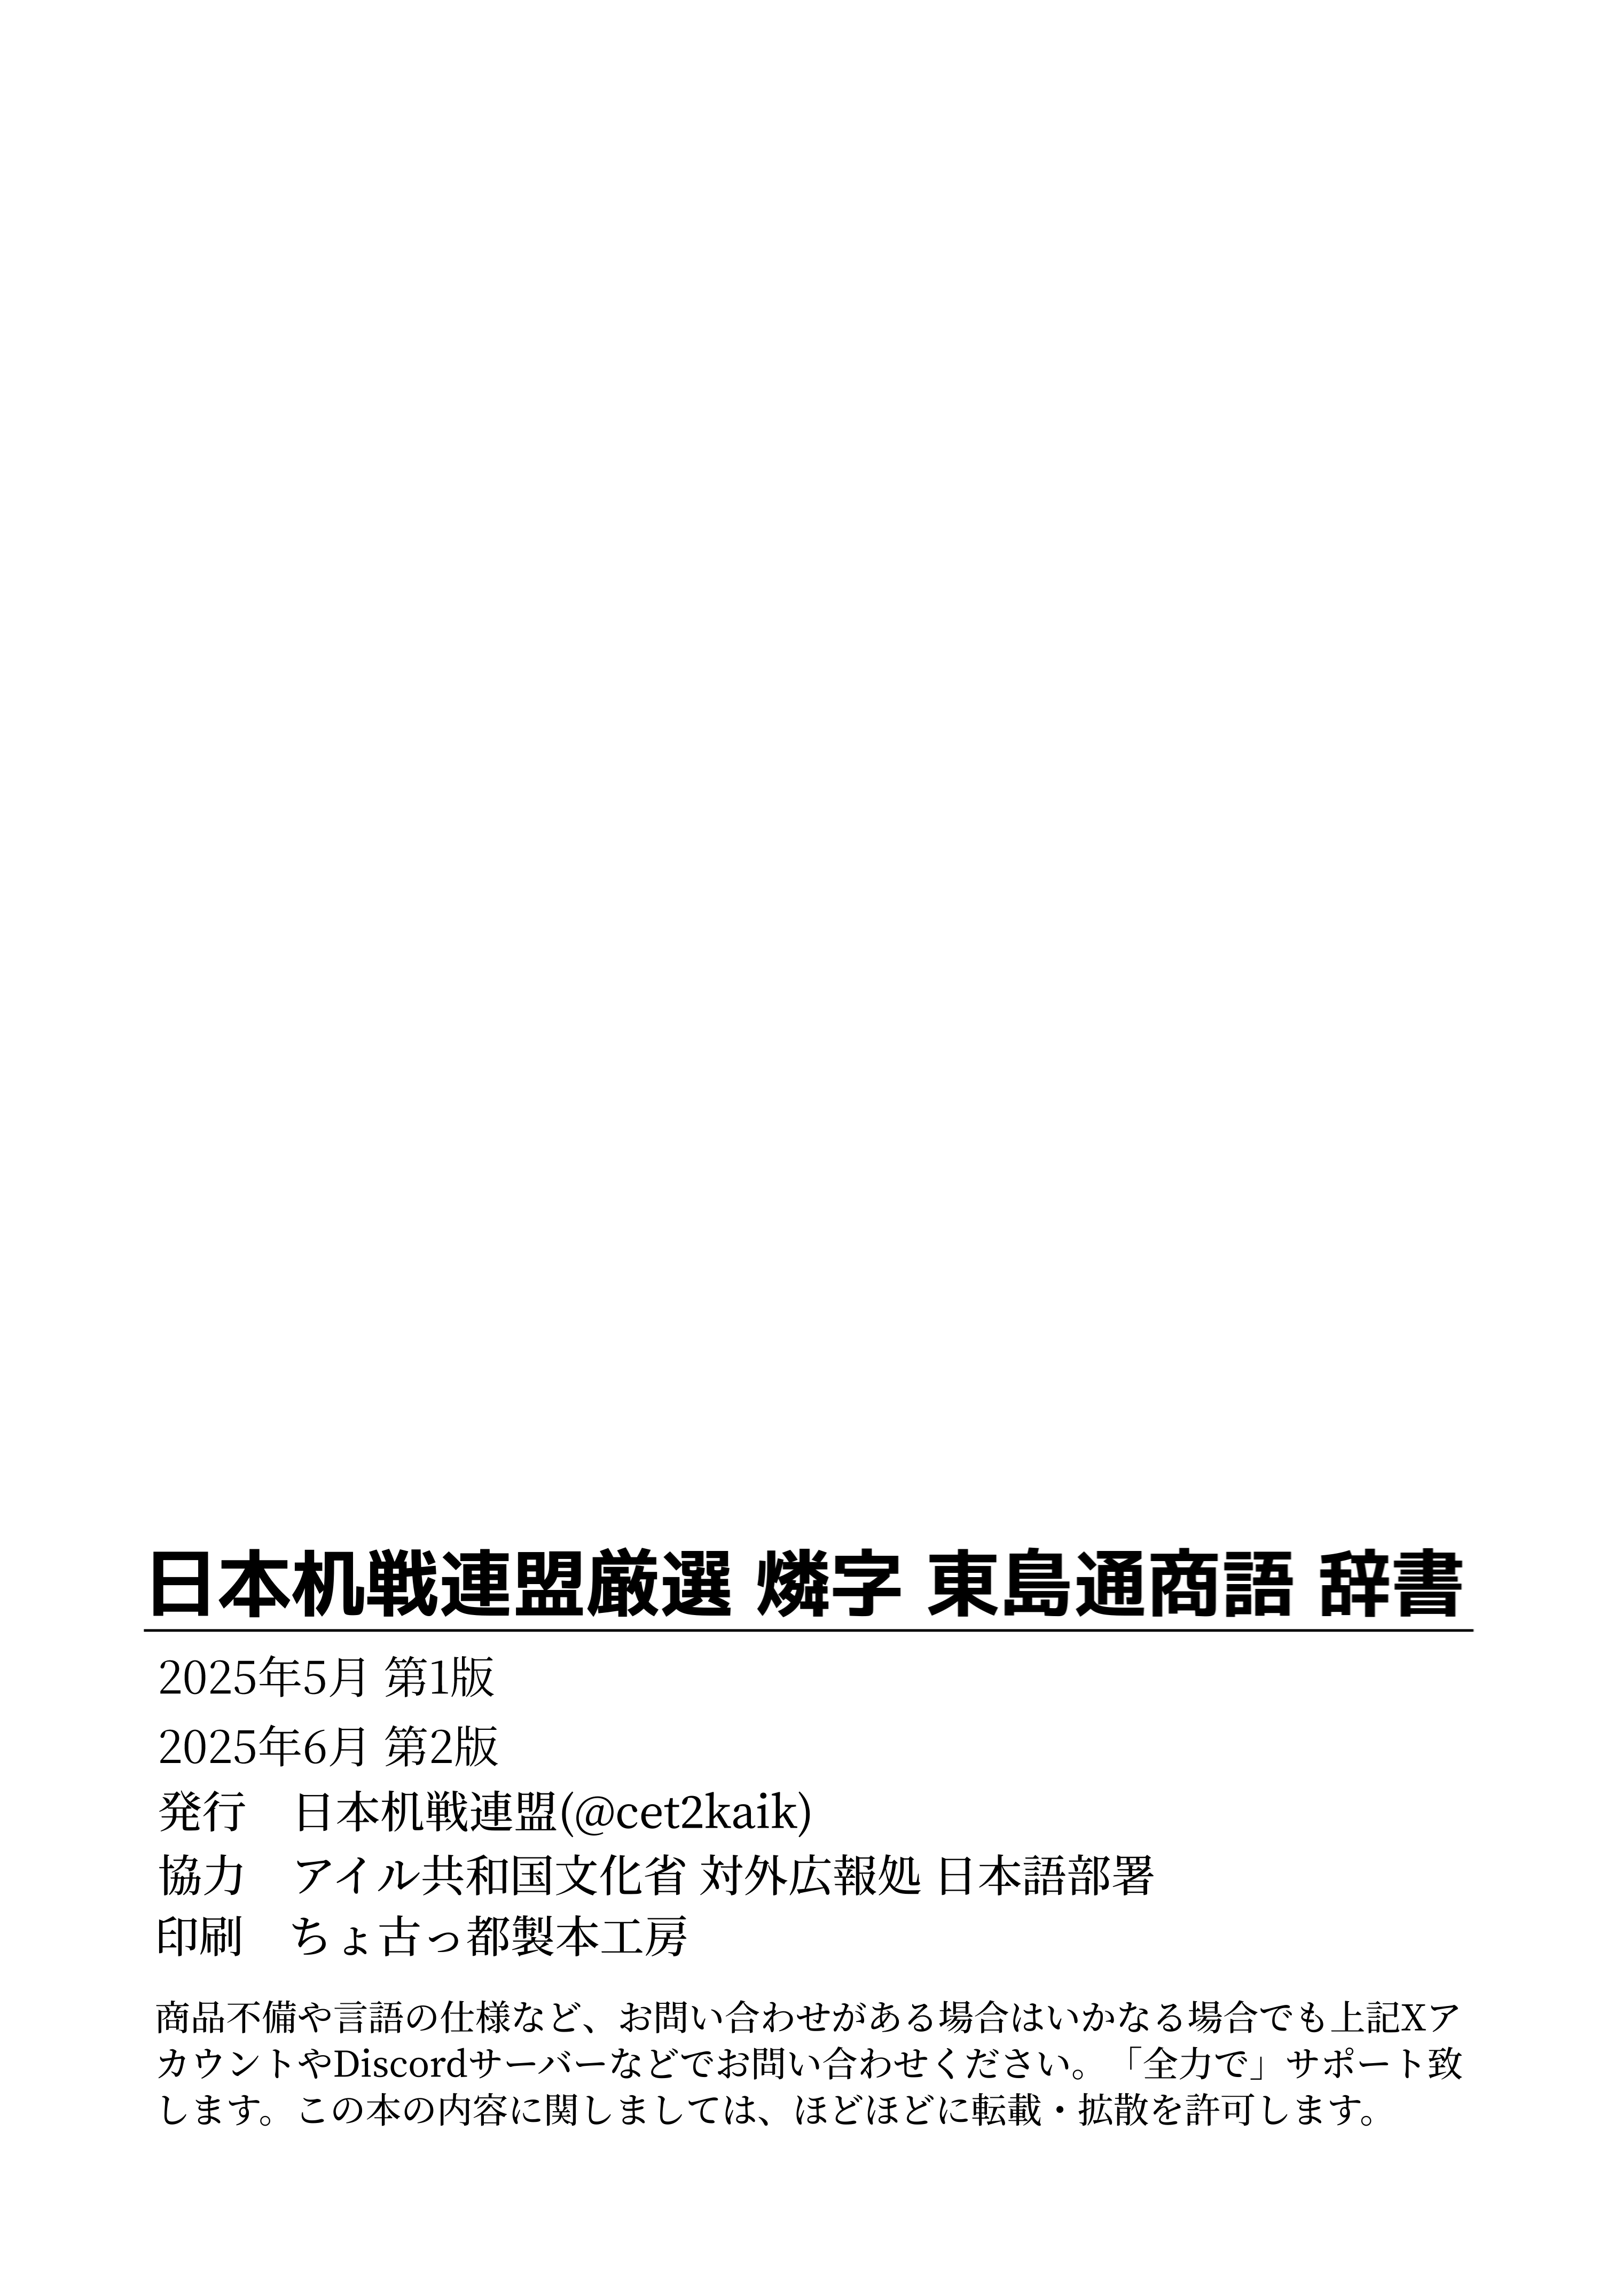 日本机戦連盟厳選 燐字 東島通商語 辞書
2025年5月 第1版
2025年6月 第2版
発行　日本机戦連盟(@cet2kaik)
協力　アイル共和国文化省 対外広報処 日本語部署
印刷　ちょ古っ都製本工房
商品不備や言語の仕様など、お問い合わせがある場合はいかなる場合でも上記Xア
カウントやDiscordサーバーなどでお問い合わせください。「全力で」サポート致
します。この本の内容に関しましては、ほどほどに転載・拡散を許可します。